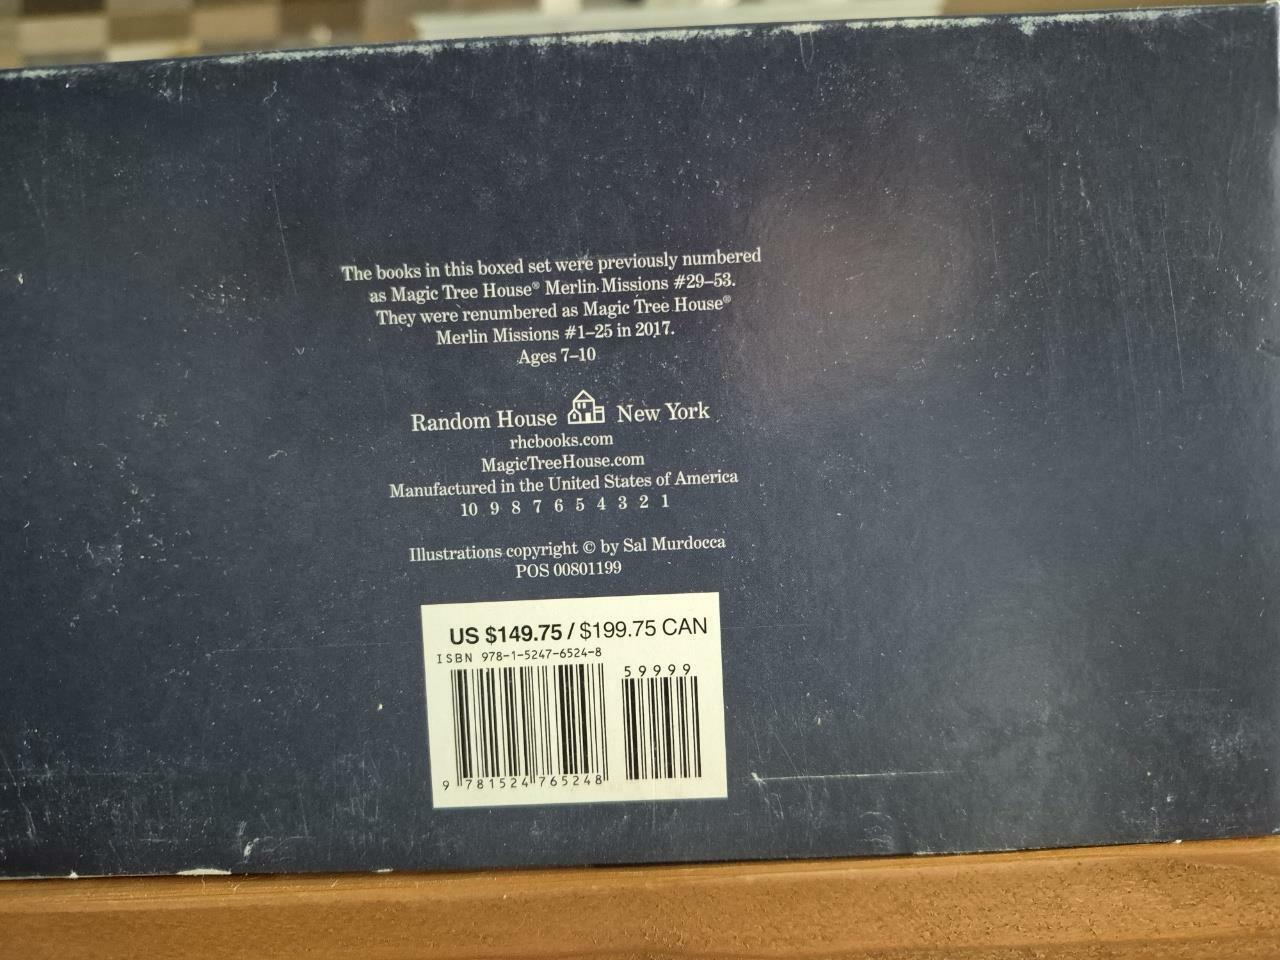 The books in this boxed set were previously numbered
as Magic Tree House® Merlin Missions #29–53.
They were renumbered as Magic Tree House®
Merlin Missions #1–25 in 2017.
Ages 7–10
Random House New York
rhcbooks.com
MagicTreeHouse.com
Manufactured in the United States of America
10 9 8 7 6 5 4 3 2 1
Illustrations copyright © by Sal Murdocca
POS 00801199
US $149.75 / $199.75 CAN
ISBN 978-1-5247-6524-8
59999
9 781524 765248